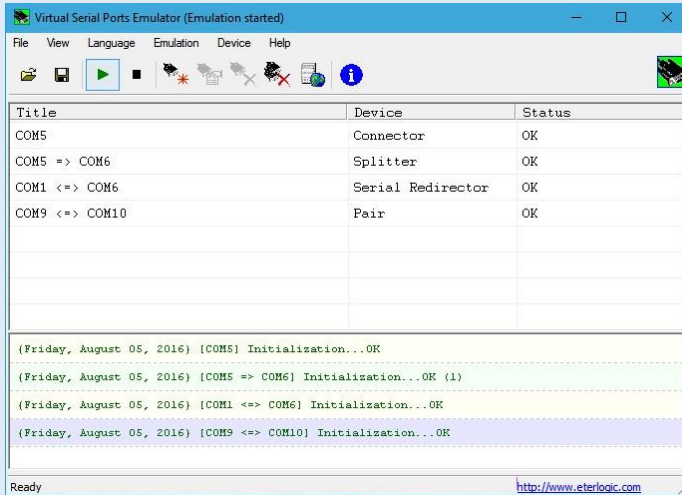 Virtual Serial Ports Emulator (Emulation started)
File View Language Emulation Device Help
Title Device Status
COM5 Connector OK
COM5 => COM6 Splitter OK
COM1 <=> COM6 Serial Redirector OK
COM9 <=> COM10 Pair OK
{Friday, August 05, 2016} [COM5] Initialization...OK
{Friday, August 05, 2016} [COM5 => COM6] Initialization...OK (1)
{Friday, August 05, 2016} [COM1 <=> COM6] Initialization...OK
{Friday, August 05, 2016} [COM9 <=> COM10] Initialization...OK
Ready http://www.eterlogic.com